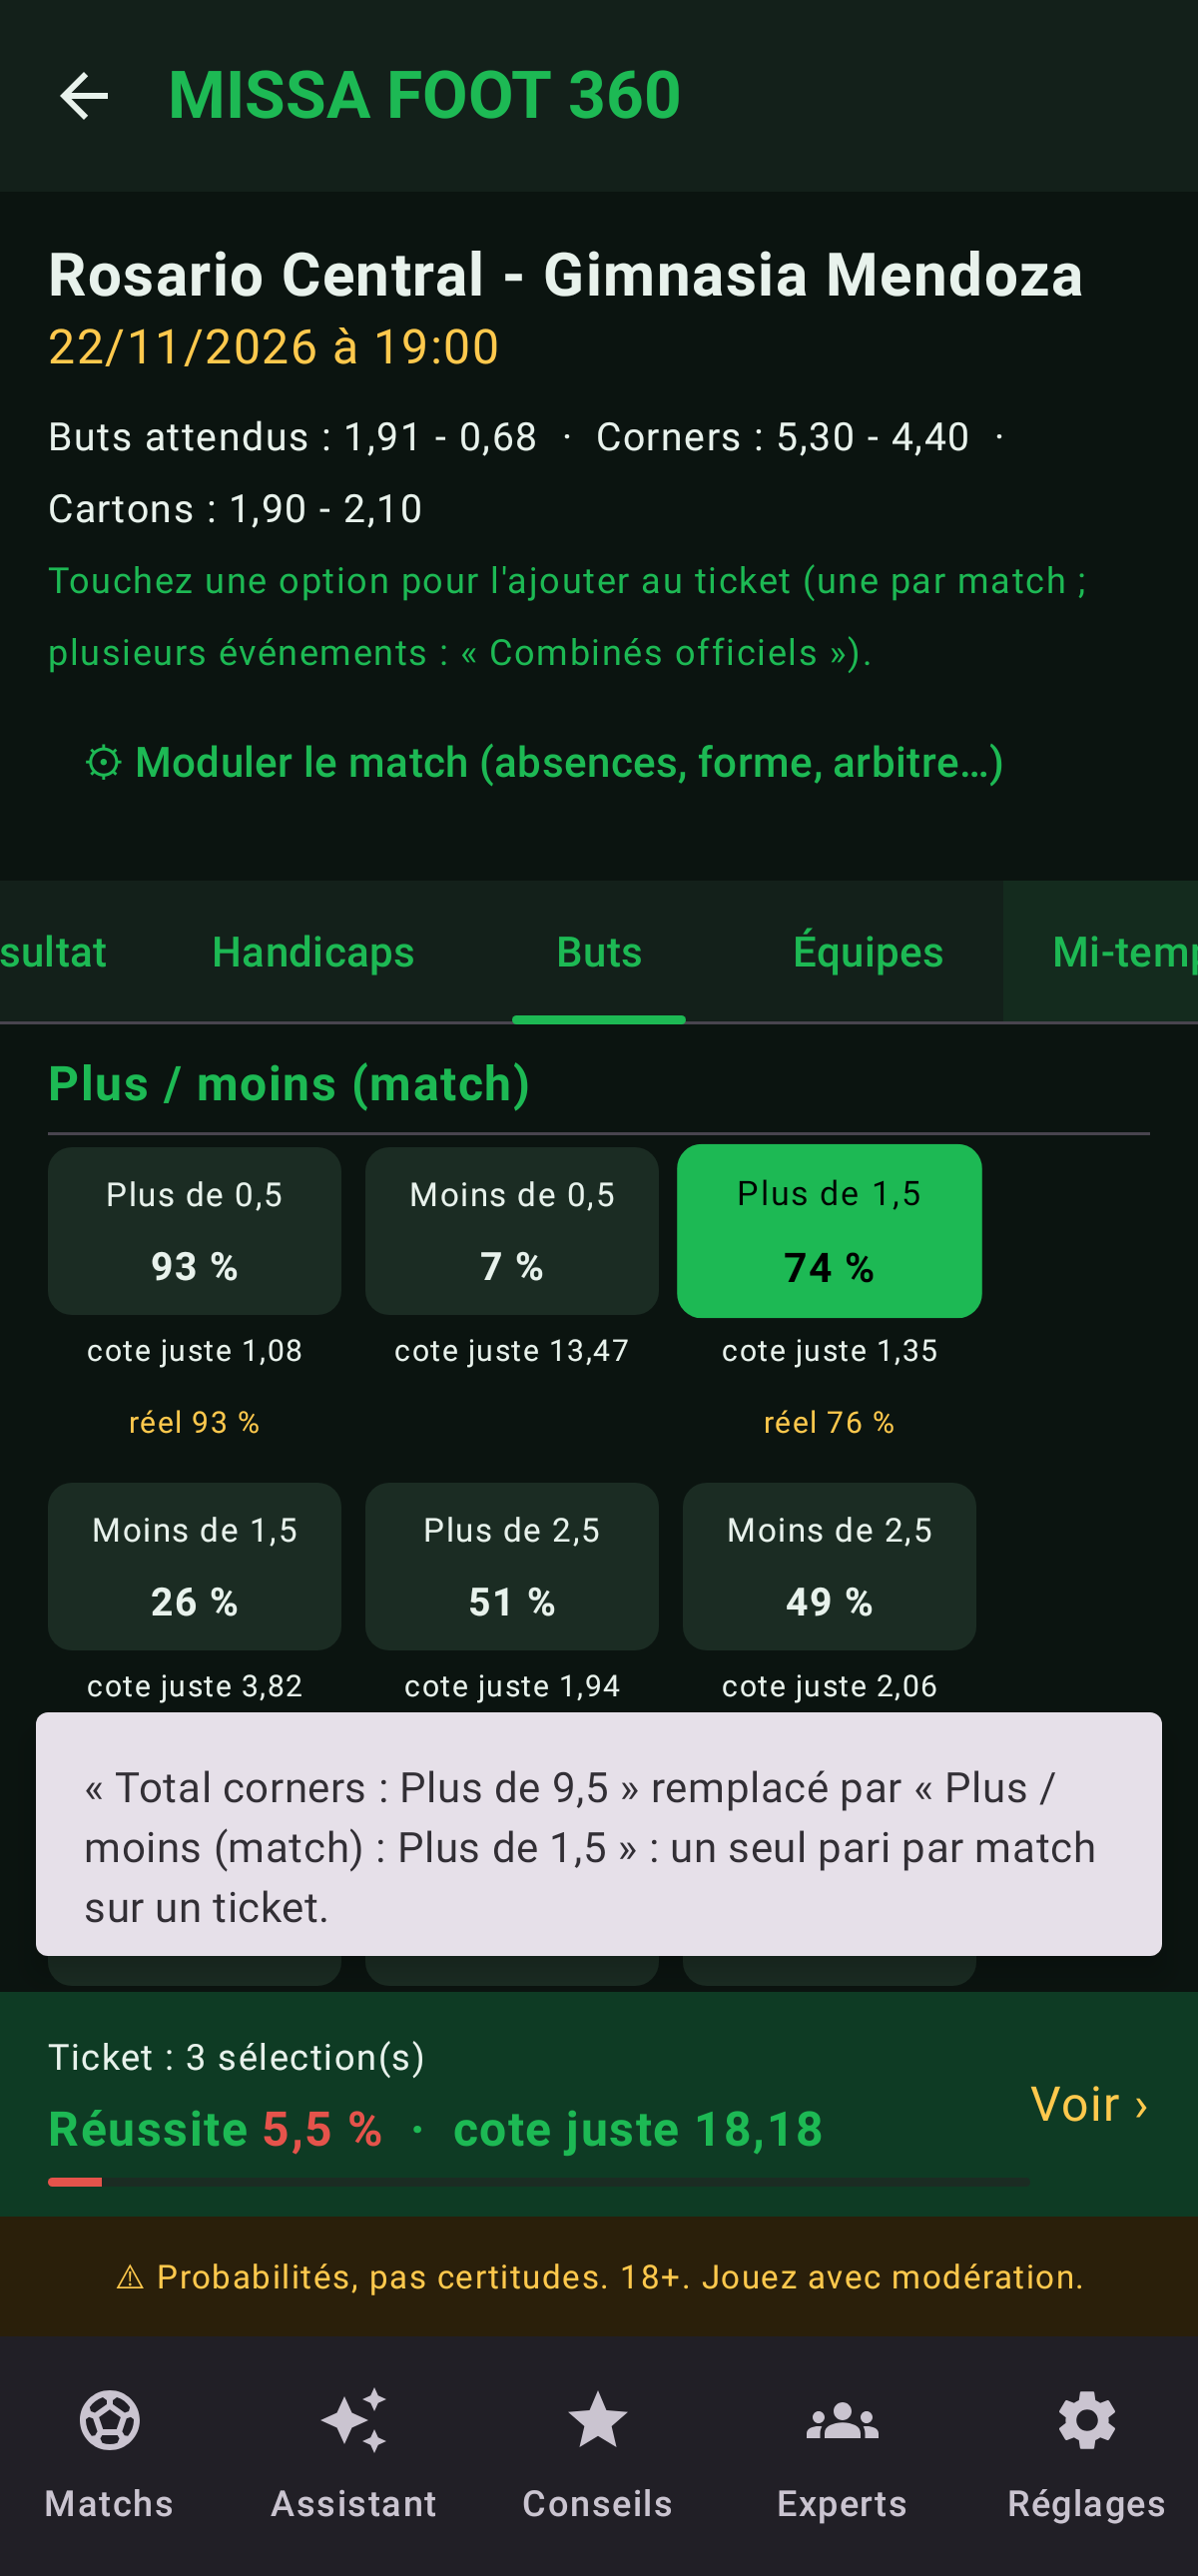 MISSA FOOT 360
Rosario Central - Gimnasia Mendoza
22/11/2026 à 19:00
Buts attendus : 1,91 - 0,68 · Corners : 5,30 - 4,40 ·
Cartons : 1,90 - 2,10
Touchez une option pour l'ajouter au ticket (une par match ;
plusieurs événements : « Combinés officiels »).
Moduler le match (absences, forme, arbitre…)
sultat Handicaps Buts Équipes Mi-temp
Plus / moins (match)
Plus de 0,5 Moins de 0,5 Plus de 1,5
93 % 7 % 74 %
cote juste 1,08 cote juste 13,47 cote juste 1,35
réel 93 % réel 76 %
Moins de 1,5 Plus de 2,5 Moins de 2,5
26 % 51 % 49 %
cote juste 3,82 cote juste 1,94 cote juste 2,06
« Total corners : Plus de 9,5 » remplacé par « Plus /
moins (match) : Plus de 1,5 » : un seul pari par match
sur un ticket.
Ticket : 3 sélection(s)
Réussite 5,5 % · cote juste 18,18
Voir ›
⚠ Probabilités, pas certitudes. 18+. Jouez avec modération.
Matchs Assistant Conseils Experts Réglages